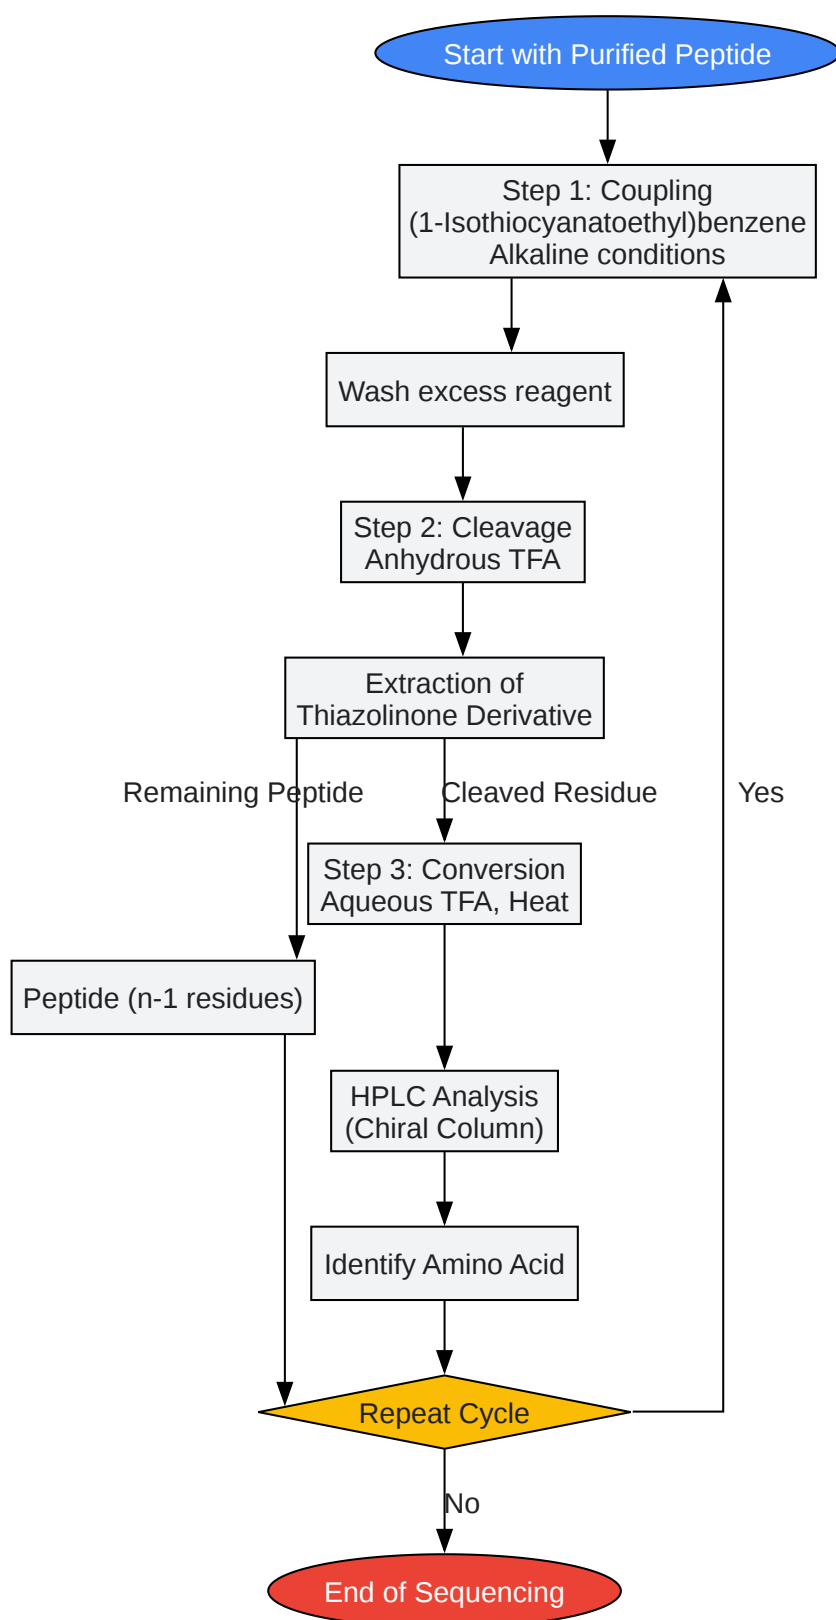 Start with Purified Peptide
Step 1: Coupling
(1-Isothiocyanatoethyl)benzene
Alkaline conditions
Wash excess reagent
Step 2: Cleavage
Anhydrous TFA
Extraction of
Thiazolinone Derivative
Remaining Peptide
Cleaved Residue
Yes
Step 3: Conversion
Aqueous TFA, Heat
Peptide (n-1 residues)
HPLC Analysis
(Chiral Column)
Identify Amino Acid
Repeat Cycle
No
End of Sequencing